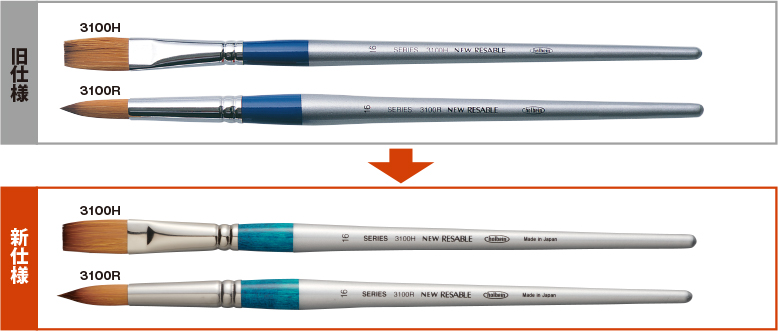 旧仕様
3100H
16 SERIES 3100H NEW RESABLE holbein
3100R
16 SERIES 3100R NEW RESABLE holbein
新仕様
3100H
16 SERIES 3100H NEW RESABLE holbein Made in Japan
3100R
16 SERIES 3100R NEW RESABLE holbein Made in Japan